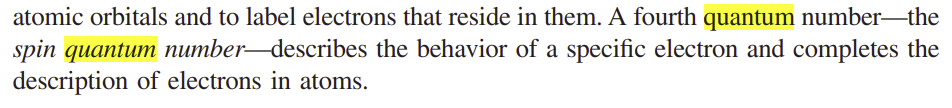 atomic orbitals and to label electrons that reside in them. A fourth quantum number—the
spin quantum number—describes the behavior of a specific electron and completes the
description of electrons in atoms.